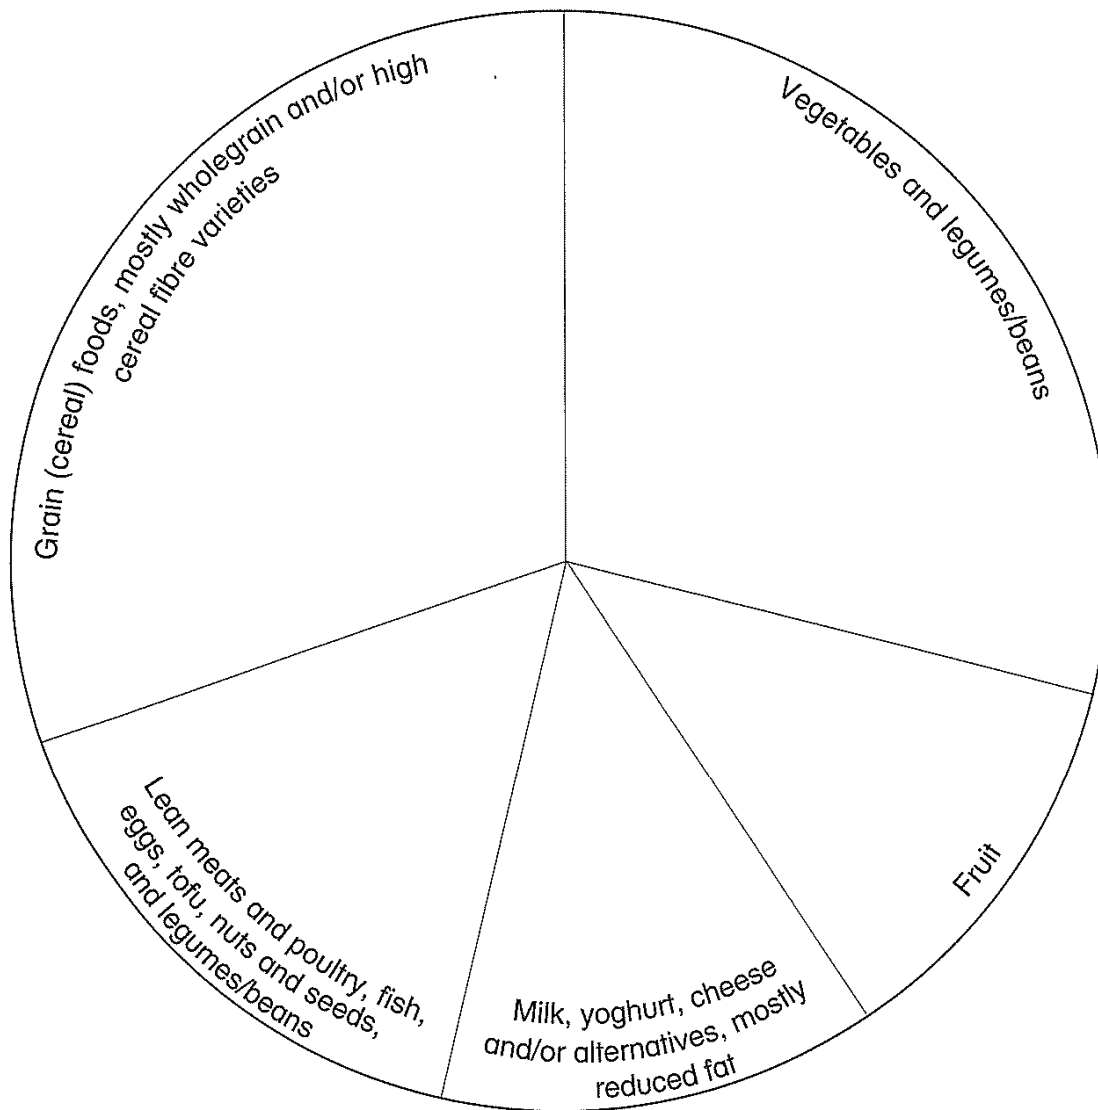 Grain (cereal) foods, mostly wholegrain and/or high
cereal fibre varieties
Vegetables and legumes/beans
Fruit
Milk, yoghurt, cheese
and/or alternatives, mostly
reduced fat
Lean meats and poultry, fish,
eggs, tofu, nuts and seeds,
and legumes/beans